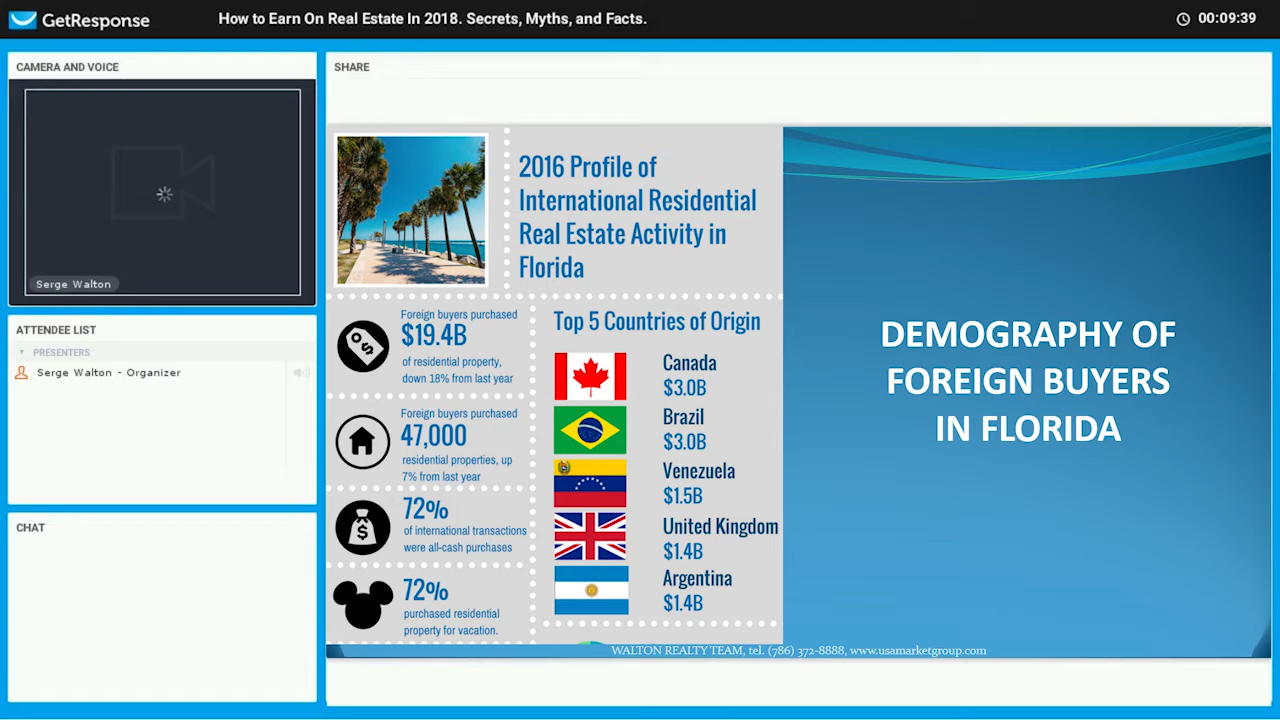 GetResponse
How to Earn On Real Estate In 2018. Secrets, Myths, and Facts.
00:09:39
CAMERA AND VOICE
Serge Walton
ATTENDEE LIST
PRESENTERS
Serge Walton - Organizer
CHAT
SHARE
2016 Profile of
International Residential
Real Estate Activity in
Florida
Foreign buyers purchased
$19.4B
of residential property,
down 18% from last year
Foreign buyers purchased
47,000
residential properties, up
7% from last year
72%
of international transactions
were all-cash purchases
72%
purchased residential
property for vacation.
Top 5 Countries of Origin
Canada
$3.0B
Brazil
$3.0B
Venezuela
$1.5B
United Kingdom
$1.4B
Argentina
$1.4B
DEMOGRAPHY OF
FOREIGN BUYERS
IN FLORIDA
WALTON REALTY TEAM, tel. (786) 372-8888, www.usamarketgroup.com